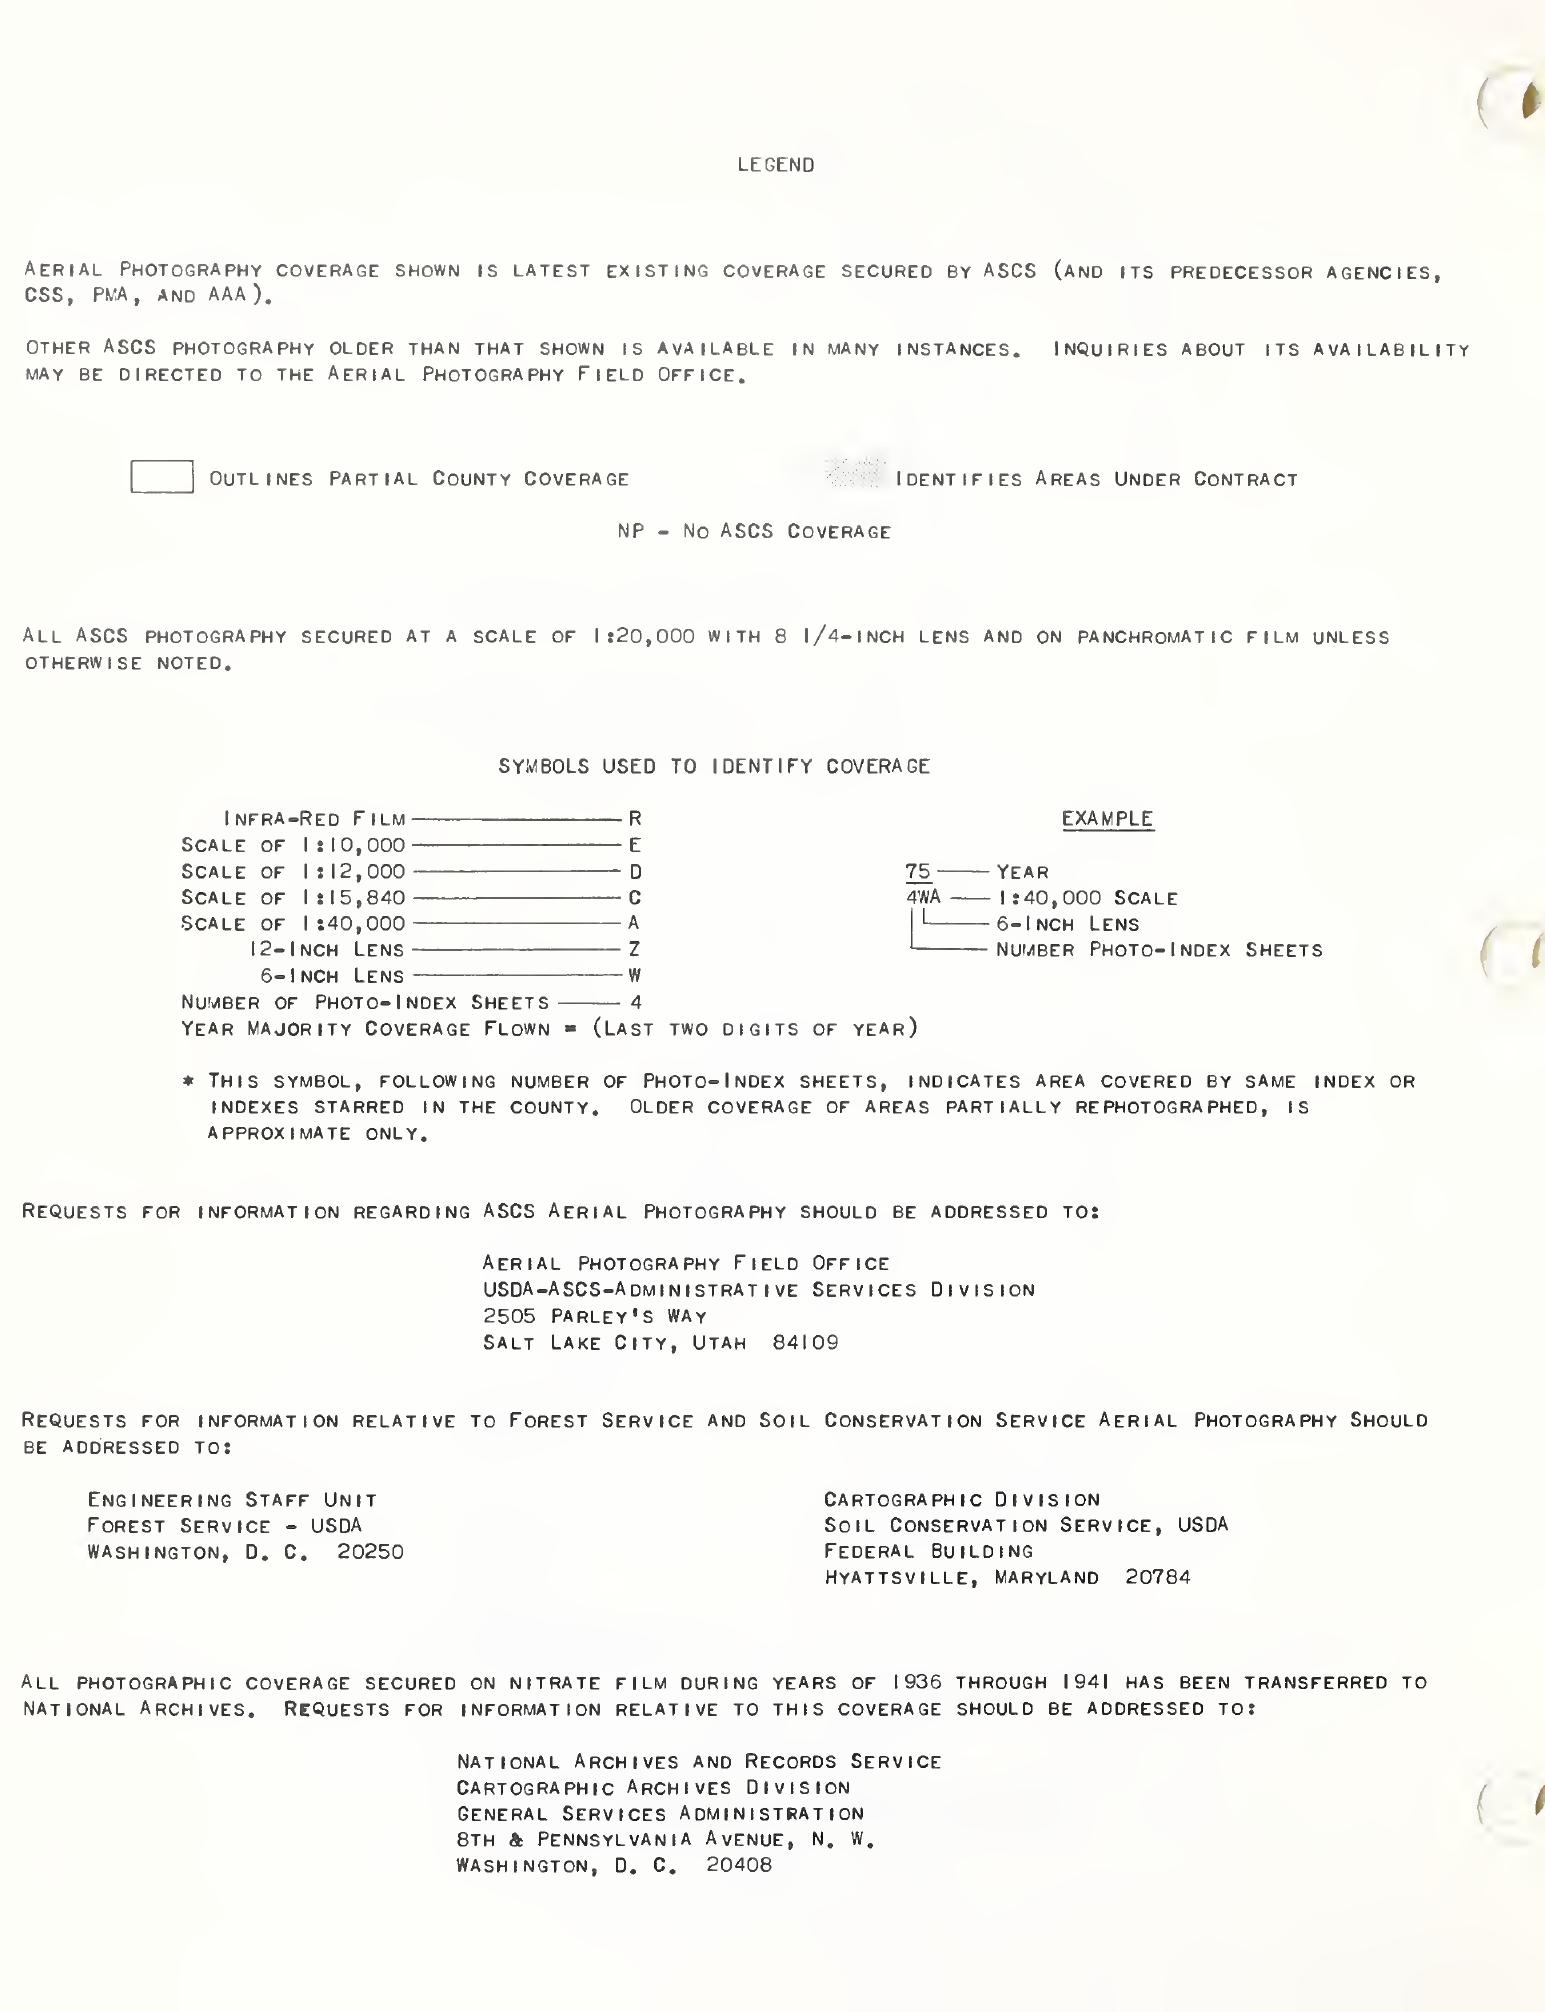 LEGEND
AERIAL PHOTOGRAPHY COVERAGE SHOWN IS LATEST EXISTING COVERAGE SECURED BY ASCS (AND ITS PREDECESSOR AGENCIES,
CSS, PMA, AND AAA).
OTHER ASCS PHOTOGRAPHY OLDER THAN THAT SHOWN IS AVAILABLE IN MANY INSTANCES. INQUIRIES ABOUT ITS AVAILABILITY
MAY BE DIRECTED TO THE AERIAL PHOTOGRAPHY FIELD OFFICE.
OUTLINES PARTIAL COUNTY COVERAGE
IDENTIFIES AREAS UNDER CONTRACT
NP - NO ASCS COVERAGE
ALL ASCS PHOTOGRAPHY SECURED AT A SCALE OF 1:20,000 WITH 8 1/4-INCH LENS AND ON PANCHROMATIC FILM UNLESS
OTHERWISE NOTED.
SYMBOLS USED TO IDENTIFY COVERAGE
INFRA-RED FILM R
SCALE OF 1:10,000 E
SCALE OF 1:12,000 D
SCALE OF 1:15,840 C
SCALE OF 1:40,000 A
12-INCH LENS Z
6-INCH LENS W
NUMBER OF PHOTO-INDEX SHEETS 4
YEAR MAJORITY COVERAGE FLOWN = (LAST TWO DIGITS OF YEAR)
EXAMPLE
75 YEAR
4WA 1:40,000 SCALE
6-INCH LENS
NUMBER PHOTO-INDEX SHEETS
* THIS SYMBOL, FOLLOWING NUMBER OF PHOTO-INDEX SHEETS, INDICATES AREA COVERED BY SAME INDEX OR
INDEXES STARRED IN THE COUNTY. OLDER COVERAGE OF AREAS PARTIALLY REPHOTOGRAPHED, IS
APPROXIMATE ONLY.
REQUESTS FOR INFORMATION REGARDING ASCS AERIAL PHOTOGRAPHY SHOULD BE ADDRESSED TO:
AERIAL PHOTOGRAPHY FIELD OFFICE
USDA-ASCS-ADMINISTRATIVE SERVICES DIVISION
2505 PARLEY'S WAY
SALT LAKE CITY, UTAH 84109
REQUESTS FOR INFORMATION RELATIVE TO FOREST SERVICE AND SOIL CONSERVATION SERVICE AERIAL PHOTOGRAPHY SHOULD
BE ADDRESSED TO:
ENGINEERING STAFF UNIT
FOREST SERVICE - USDA
WASHINGTON, D. C. 20250
CARTOGRAPHIC DIVISION
SOIL CONSERVATION SERVICE, USDA
FEDERAL BUILDING
HYATTSVILLE, MARYLAND 20784
ALL PHOTOGRAPHIC COVERAGE SECURED ON NITRATE FILM DURING YEARS OF 1936 THROUGH 1941 HAS BEEN TRANSFERRED TO
NATIONAL ARCHIVES. REQUESTS FOR INFORMATION RELATIVE TO THIS COVERAGE SHOULD BE ADDRESSED TO:
NATIONAL ARCHIVES AND RECORDS SERVICE
CARTOGRAPHIC ARCHIVES DIVISION
GENERAL SERVICES ADMINISTRATION
8TH & PENNSYLVANIA AVENUE, N. W.
WASHINGTON, D. C. 20408